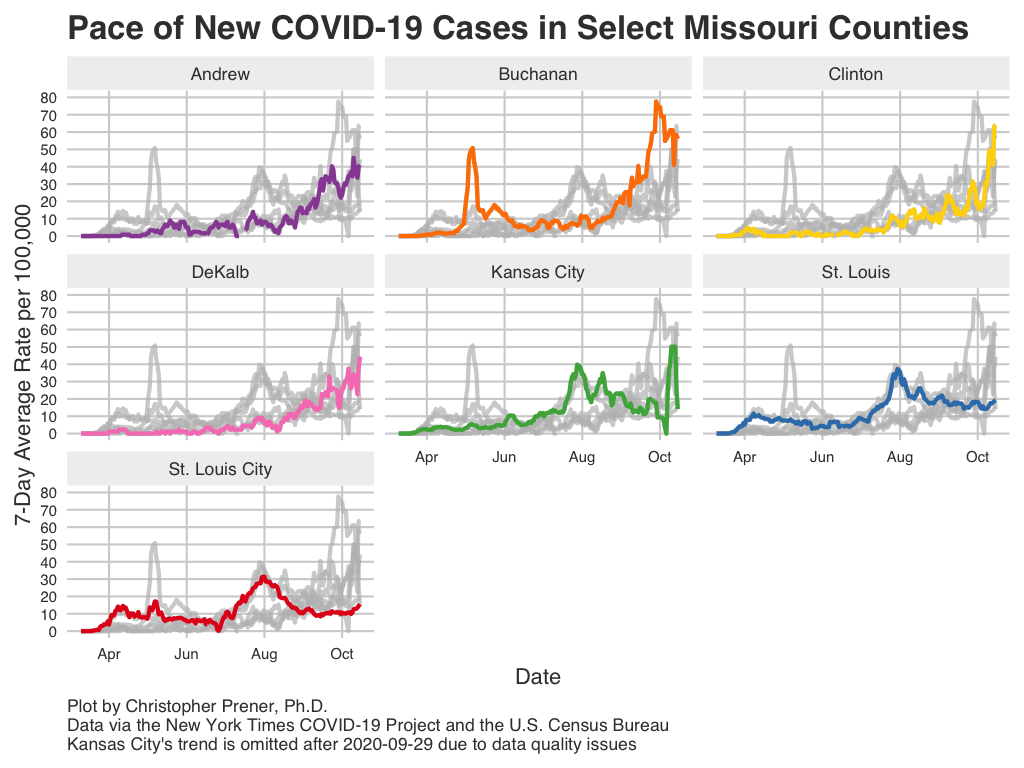 Pace of New COVID-19 Cases in Select Missouri Counties
Andrew
Buchanan
Clinton
80
70
60
50
40
30
20
10
0
DeKalb
Kansas City
St. Louis
80
70
60
50
40
30
20
10
0
Apr
Jun
Aug
Oct
Apr
Jun
Aug
Oct
St. Louis City
80
70
60
50
40
30
20
10
0
Apr
Jun
Aug
Oct
7-Day Average Rate per 100,000
Date
Plot by Christopher Prener, Ph.D.
Data via the New York Times COVID-19 Project and the U.S. Census Bureau
Kansas City's trend is omitted after 2020-09-29 due to data quality issues